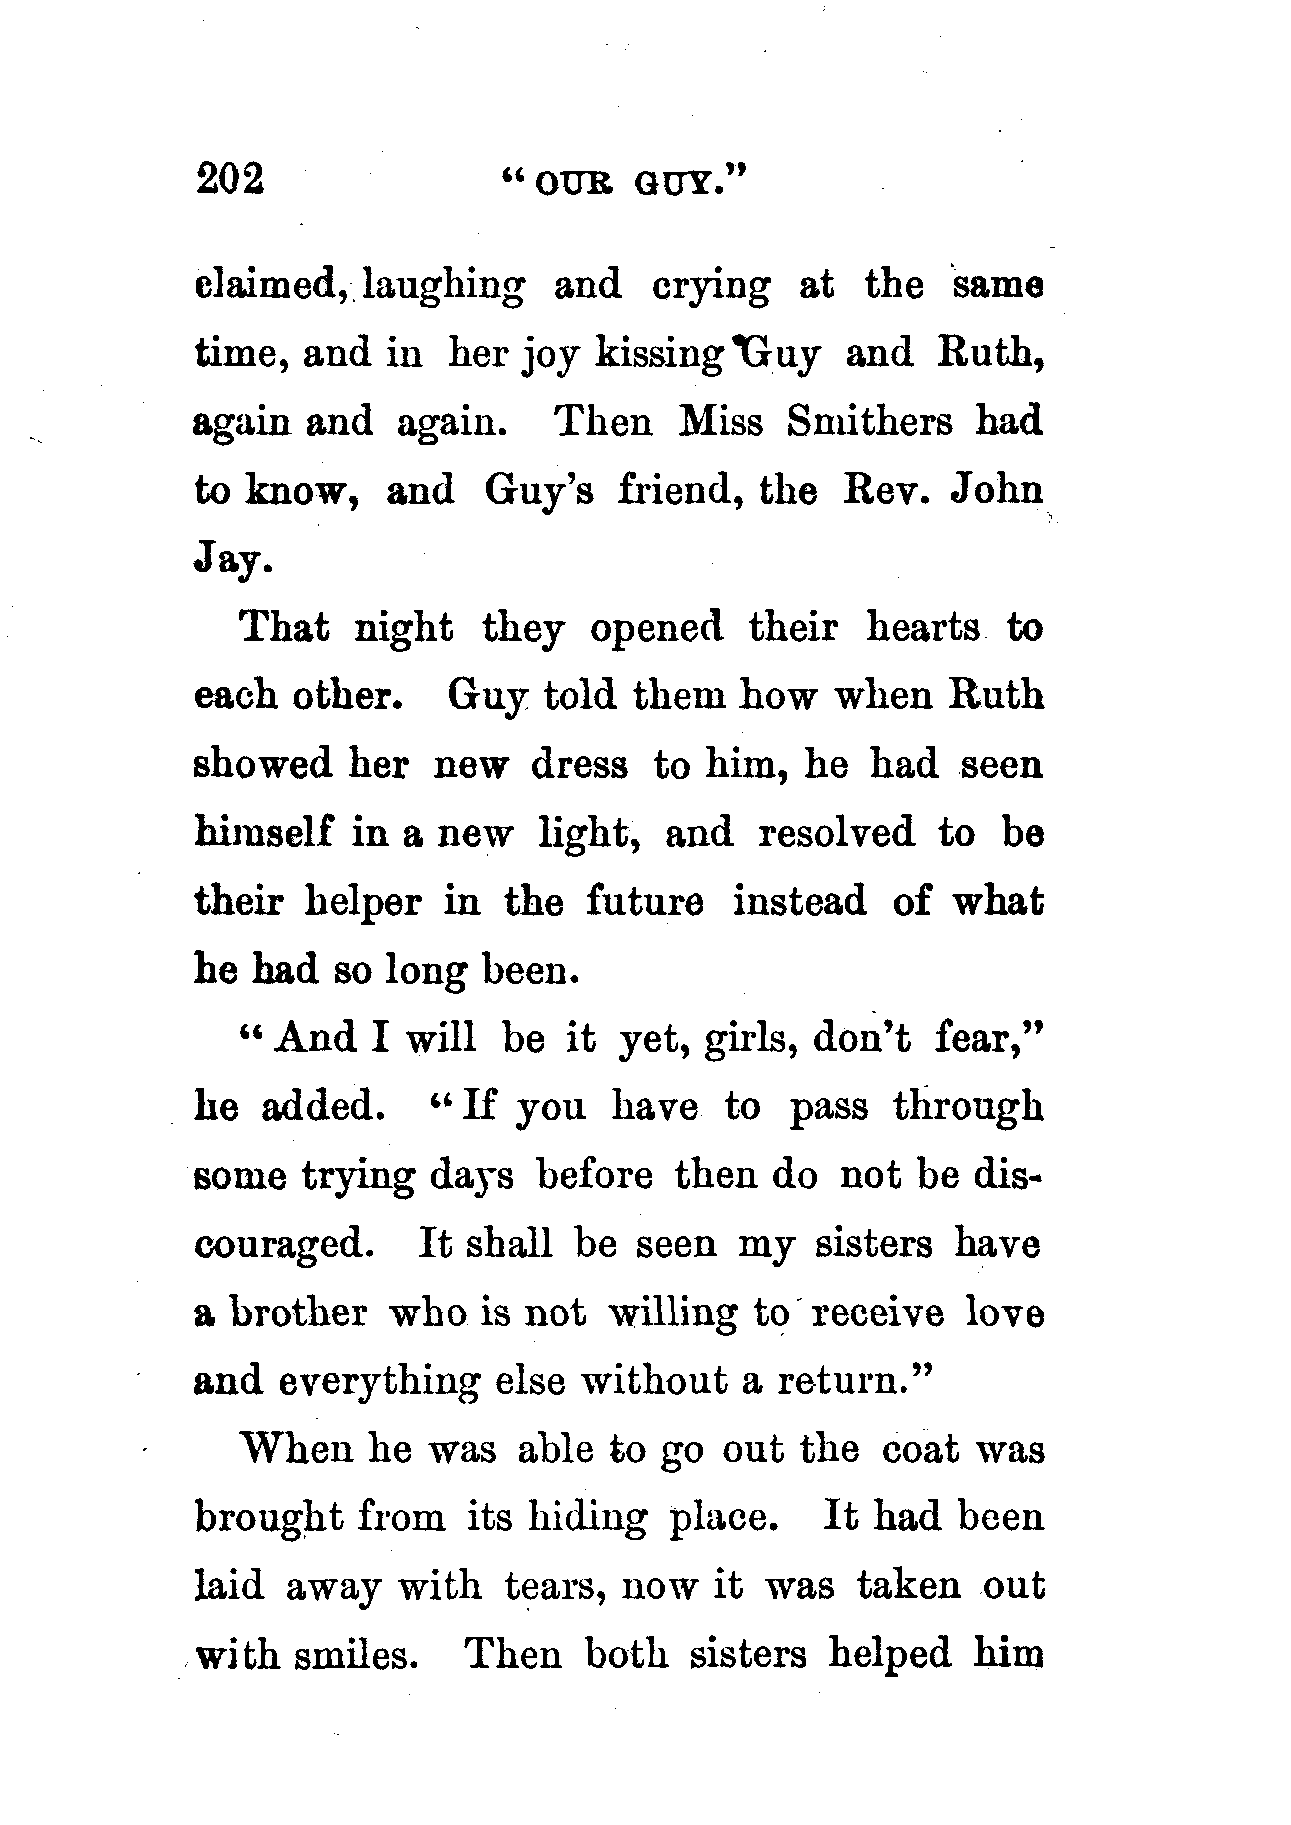 202 “OUR GUY.”
claimed, laughing and crying at the same
time, and in her joy kissing Guy and Ruth,
again and again. Then Miss Smithers had
to know, and Guy’s friend, the Rev. John
Jay.
That night they opened their hearts to
each other. Guy told them how when Ruth
showed her new dress to him, he had seen
himself in a new light, and resolved to be
their helper in the future instead of what
he had so long been.
“And I will be it yet, girls, don’t fear,”
he added. “If you have to pass through
some trying days before then do not be dis-
couraged. It shall be seen my sisters have
a brother who is not willing to receive love
and everything else without a return.”
When he was able to go out the coat was
brought from its hiding place. It had been
laid away with tears, now it was taken out
with smiles. Then both sisters helped him